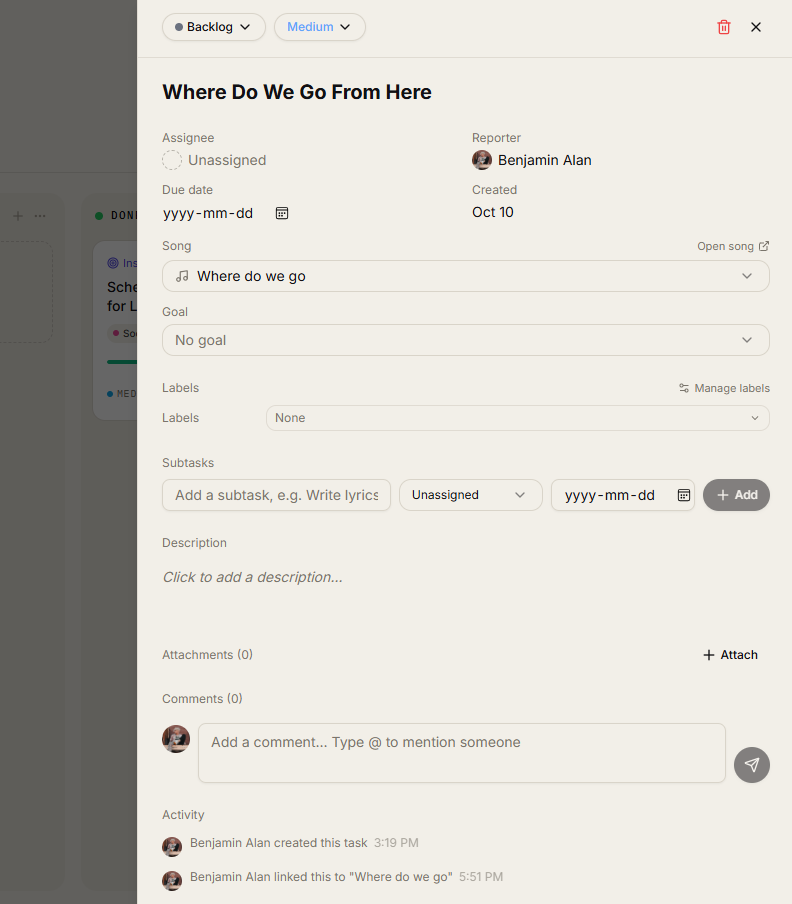 Backlog
Medium
Where Do We Go From Here
Assignee
Reporter
Unassigned
Benjamin Alan
Due date
Created
yyyy-mm-dd
Oct 10
Song
Open song
Where do we go
Goal
No goal
Labels
Manage labels
Labels
None
Subtasks
Add a subtask, e.g. Write lyrics
Unassigned
yyyy-mm-dd
Add
Description
Click to add a description...
Attachments (0)
Attach
Comments (0)
Add a comment... Type @ to mention someone
Activity
Benjamin Alan created this task 3:19 PM
Benjamin Alan linked this to "Where do we go" 5:51 PM
for L